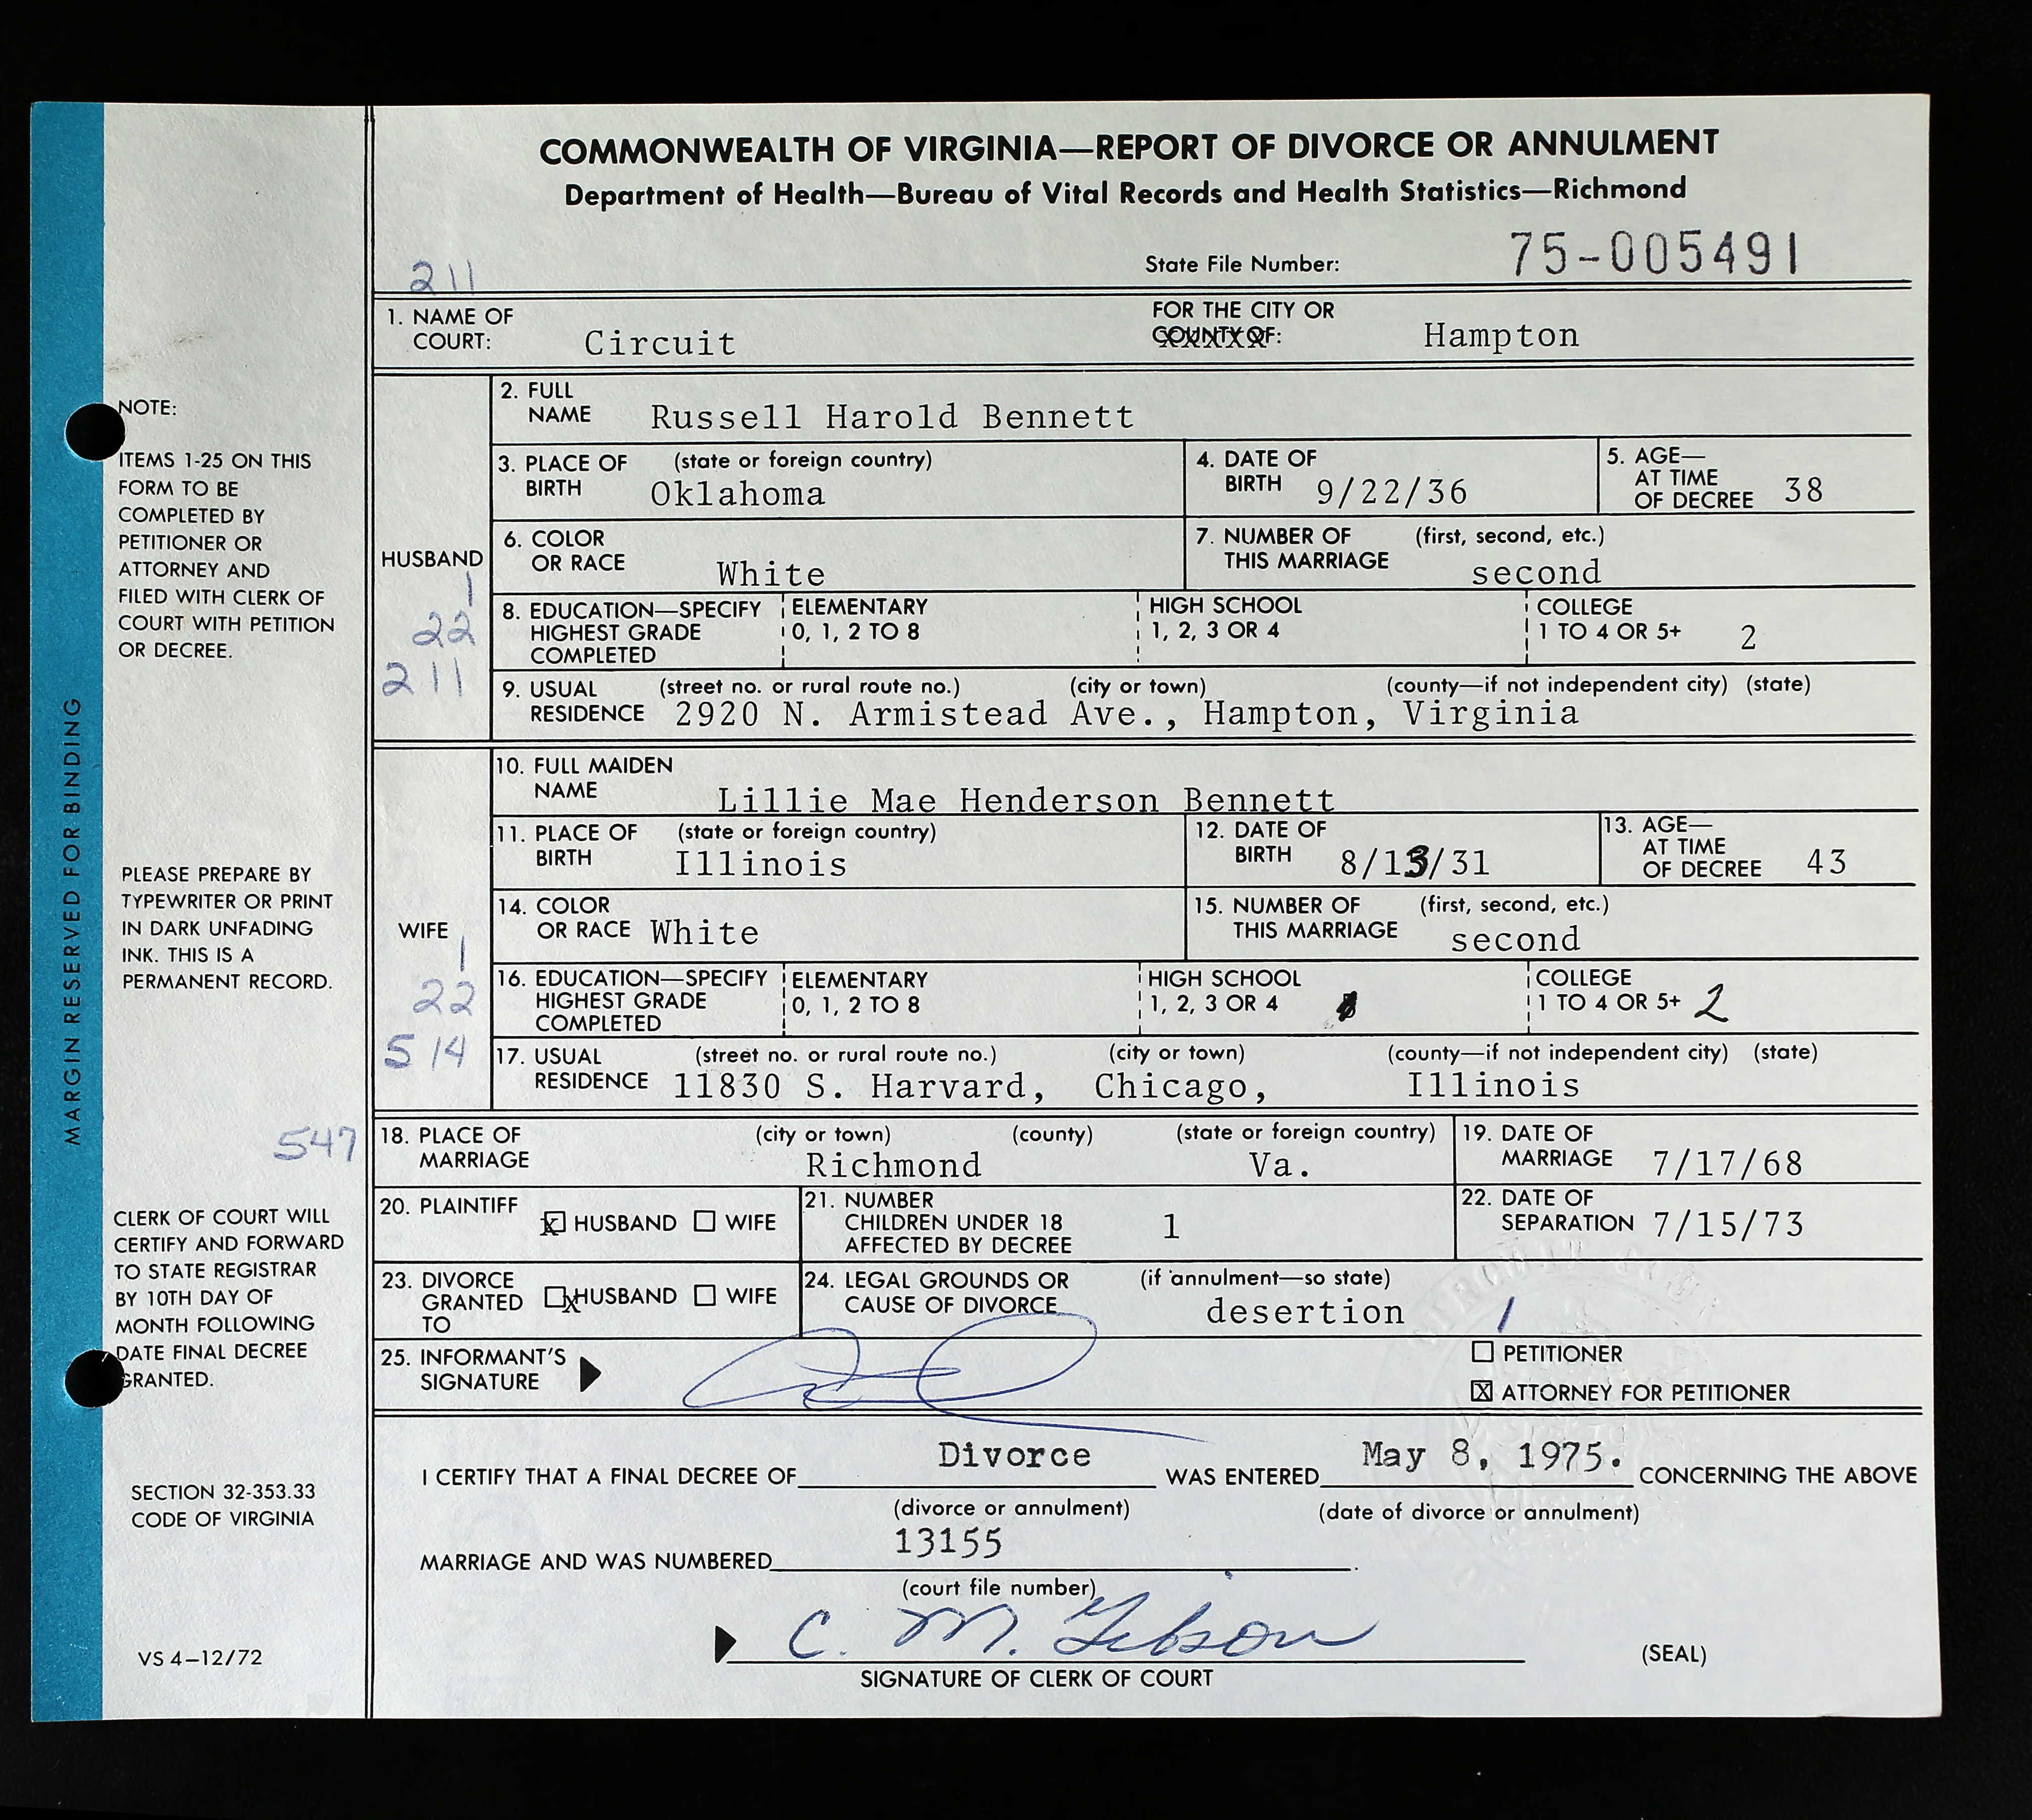 COMMONWEALTH OF VIRGINIA—REPORT OF DIVORCE OR ANNULMENT
Department of Health—Bureau of Vital Records and Health Statistics—Richmond
State File Number: 75-005491
211
1. NAME OF COURT: Circuit FOR THE CITY OR COUNTY OF: Hampton
HUSBAND
1
22
211
2. FULL NAME Russell Harold Bennett
3. PLACE OF BIRTH (state or foreign country) Oklahoma
4. DATE OF BIRTH 9/22/36
5. AGE— AT TIME OF DECREE 38
6. COLOR OR RACE White
7. NUMBER OF THIS MARRIAGE (first, second, etc.) second
8. EDUCATION—SPECIFY HIGHEST GRADE COMPLETED ELEMENTARY 0, 1, 2 TO 8 HIGH SCHOOL 1, 2, 3 OR 4 COLLEGE 1 TO 4 OR 5+ 2
9. USUAL RESIDENCE (street no. or rural route no.) (city or town) (county—if not independent city) (state)
2920 N. Armistead Ave., Hampton, Virginia
WIFE
1
22
514
10. FULL MAIDEN NAME Lillie Mae Henderson Bennett
11. PLACE OF BIRTH (state or foreign country) Illinois
12. DATE OF BIRTH 8/13/31
13. AGE— AT TIME OF DECREE 43
14. COLOR OR RACE White
15. NUMBER OF THIS MARRIAGE (first, second, etc.) second
16. EDUCATION—SPECIFY HIGHEST GRADE COMPLETED ELEMENTARY 0, 1, 2 TO 8 HIGH SCHOOL 1, 2, 3 OR 4 COLLEGE 1 TO 4 OR 5+ 2
17. USUAL RESIDENCE (street no. or rural route no.) (city or town) (county—if not independent city) (state)
11830 S. Harvard, Chicago, Illinois
547
18. PLACE OF MARRIAGE (city or town) (county) (state or foreign country) Richmond Va.
19. DATE OF MARRIAGE 7/17/68
20. PLAINTIFF x HUSBAND WIFE
21. NUMBER CHILDREN UNDER 18 AFFECTED BY DECREE 1
22. DATE OF SEPARATION 7/15/73
23. DIVORCE GRANTED TO x HUSBAND WIFE
24. LEGAL GROUNDS OR CAUSE OF DIVORCE (if annulment—so state) desertion 1
25. INFORMANT'S SIGNATURE
PETITIONER
X ATTORNEY FOR PETITIONER
I CERTIFY THAT A FINAL DECREE OF Divorce WAS ENTERED May 8, 1975. CONCERNING THE ABOVE
(divorce or annulment) (date of divorce or annulment)
MARRIAGE AND WAS NUMBERED 13155.
(court file number)
C. M. Gibson
SIGNATURE OF CLERK OF COURT
(SEAL)
MARGIN RESERVED FOR BINDING
NOTE:
ITEMS 1-25 ON THIS
FORM TO BE
COMPLETED BY
PETITIONER OR
ATTORNEY AND
FILED WITH CLERK OF
COURT WITH PETITION
OR DECREE.
PLEASE PREPARE BY
TYPEWRITER OR PRINT
IN DARK UNFADING
INK. THIS IS A
PERMANENT RECORD.
CLERK OF COURT WILL
CERTIFY AND FORWARD
TO STATE REGISTRAR
BY 10TH DAY OF
MONTH FOLLOWING
DATE FINAL DECREE
GRANTED.
SECTION 32-353.33
CODE OF VIRGINIA
VS 4–12/72